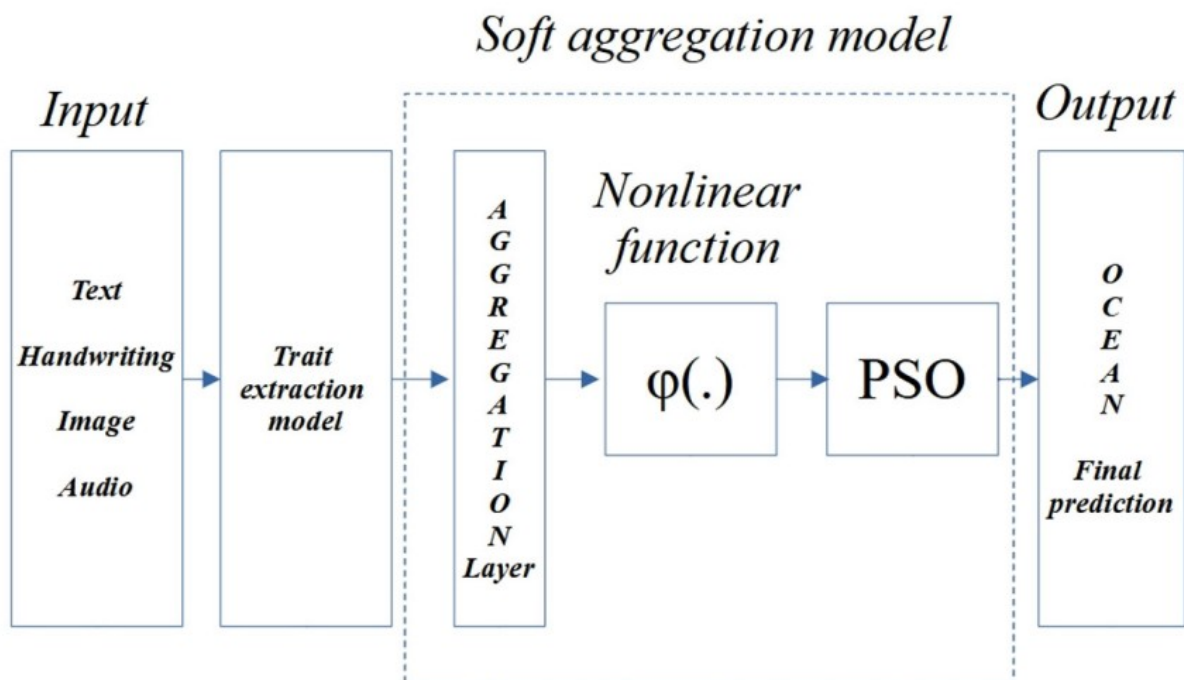 Soft aggregation model
Input
Output
Text
Handwriting
Image
Audio
Trait
extraction
model
A
G
G
R
E
G
A
T
I
O
N
Layer
Nonlinear
function
φ(.)
PSO
O
C
E
A
N
Final
prediction